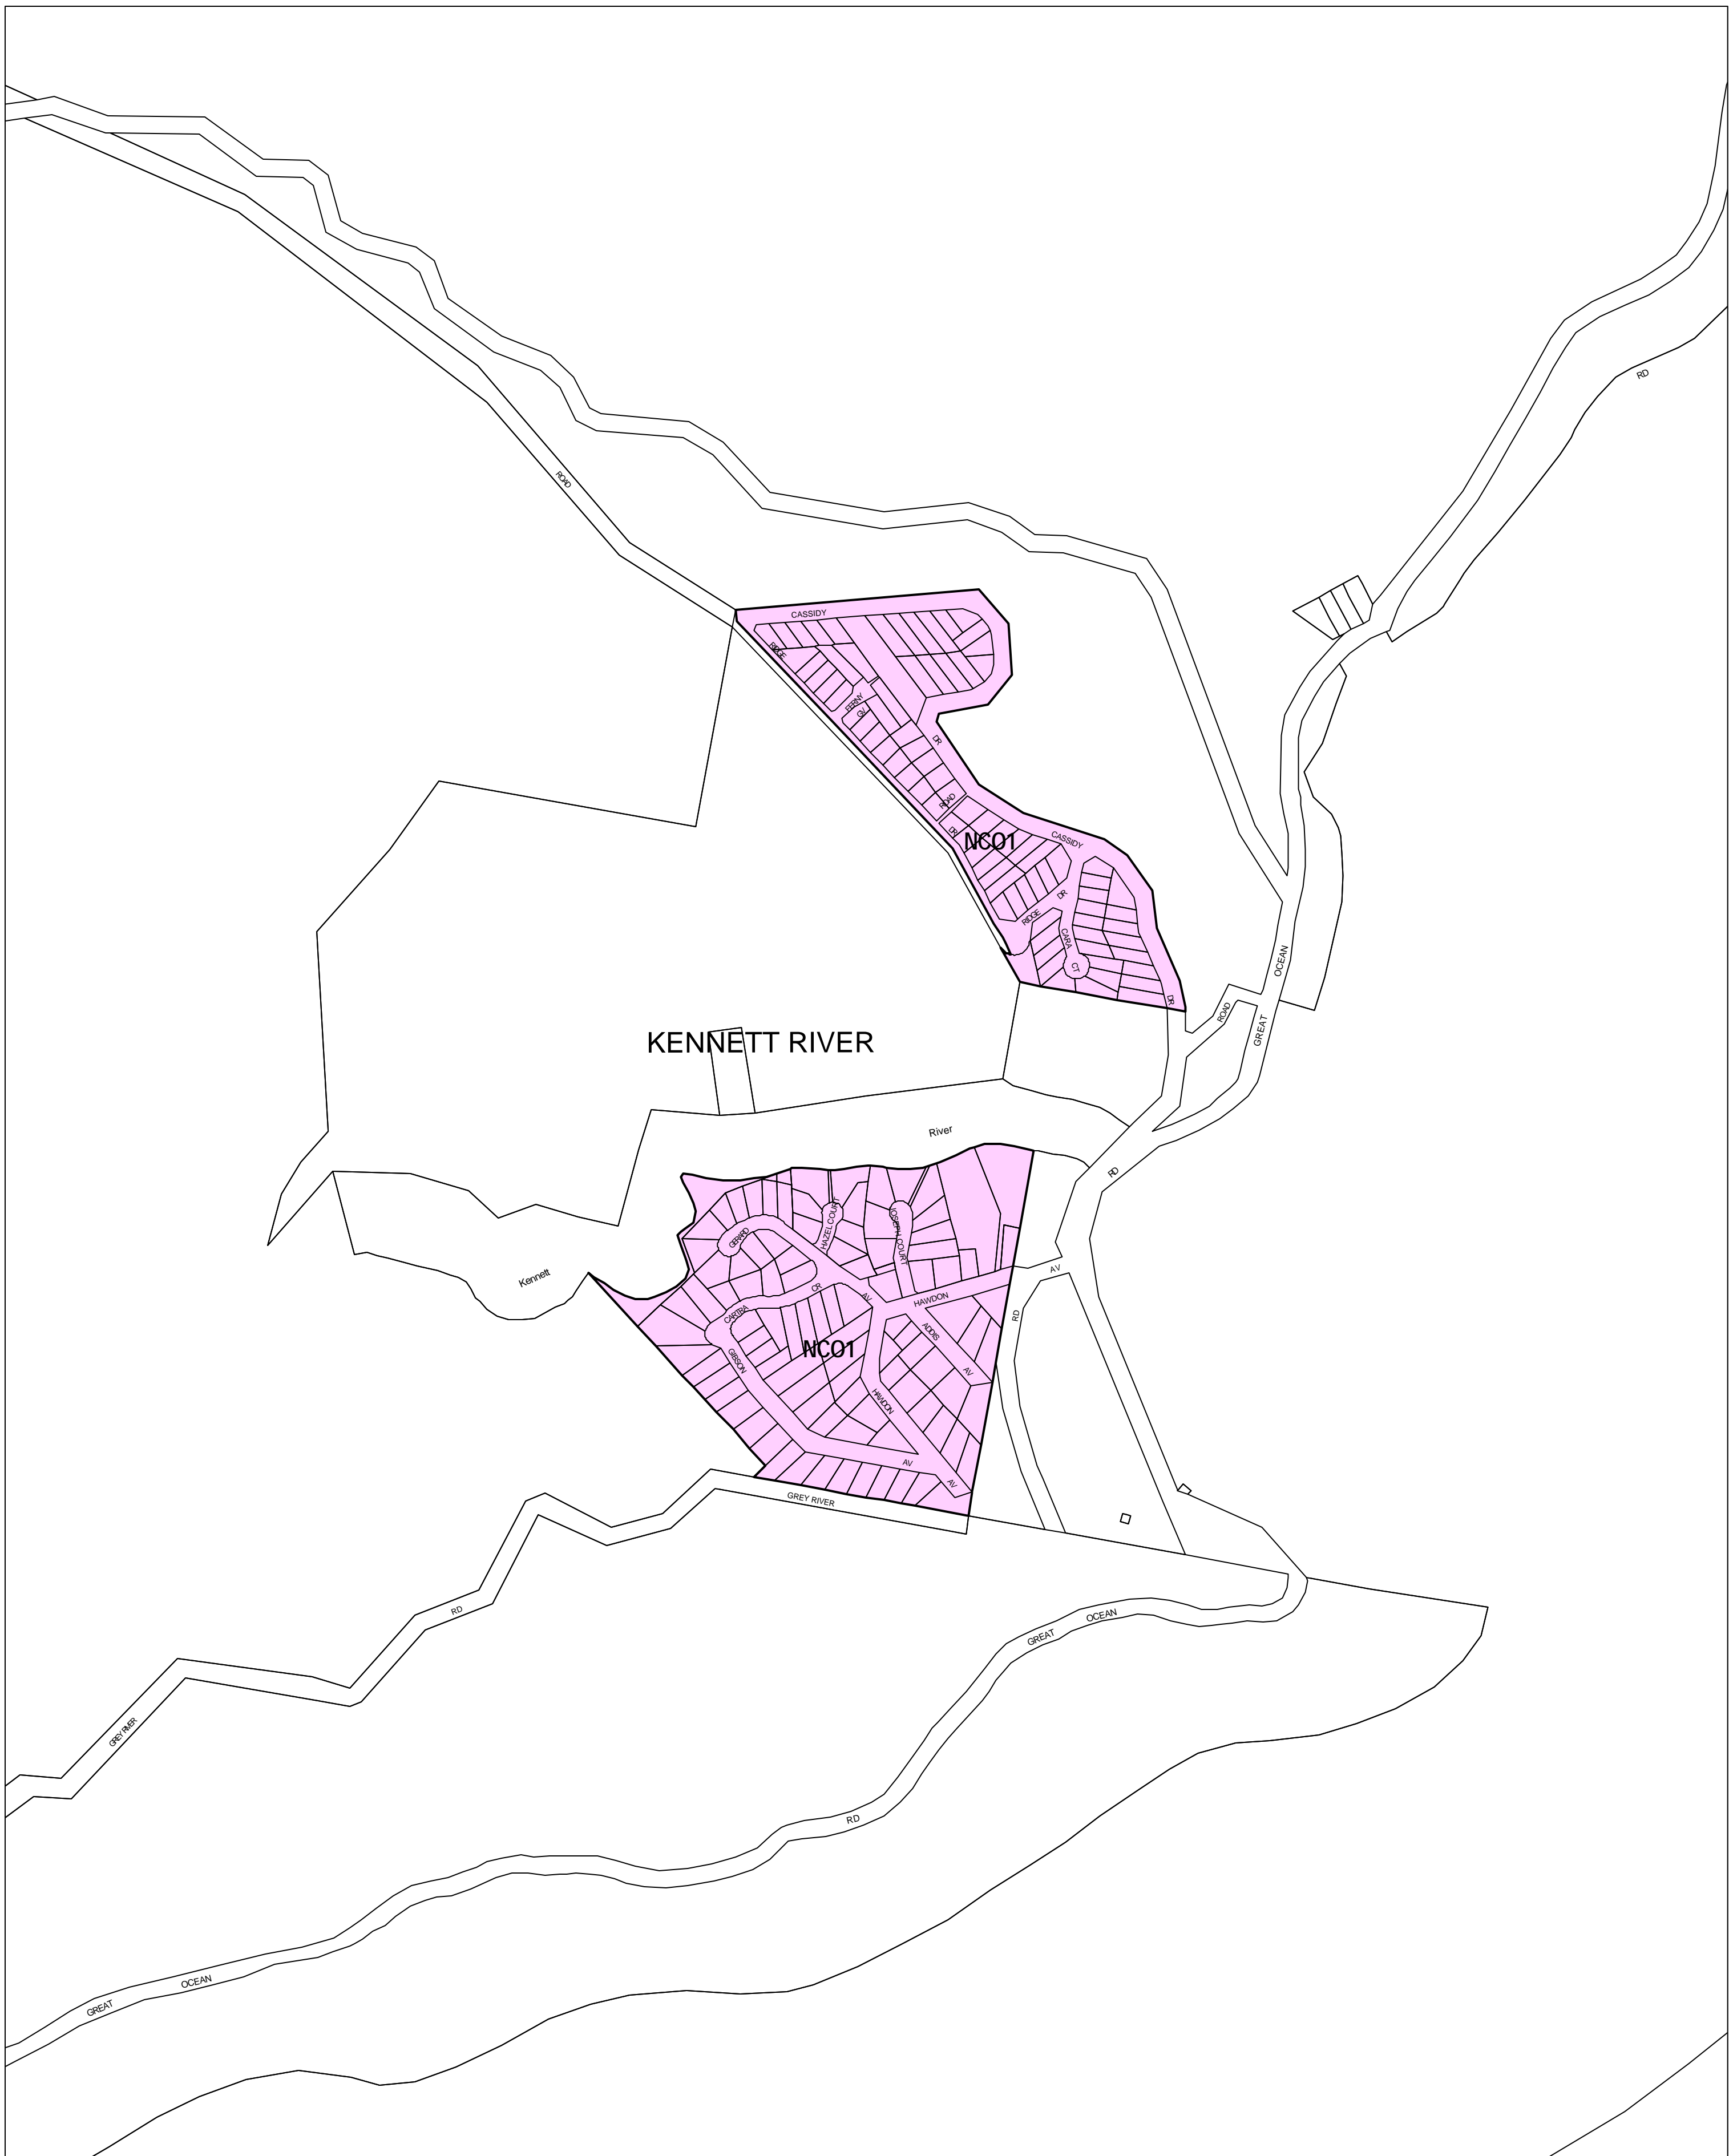 RD
ROAD
CASSIDY
RIDGE
FERNY
GV
DR
ROAD
DR
NCO1
CASSIDY
DR
RIDGE
CARA
CT
DR
OCEAN
ROAD
GREAT
KENNETT RIVER
River
RD
HAZEL COURT
JOSEPH COURT
GERARD
Kennett
AV
CR
AV
HAWDON
CARTRA
RD
ADDIS
NCO1
GIBSON
AV
HAWDON
AV
AV
GREY RIVER
RD
OCEAN
GREAT
GREY RIVER
RD
OCEAN
GREAT